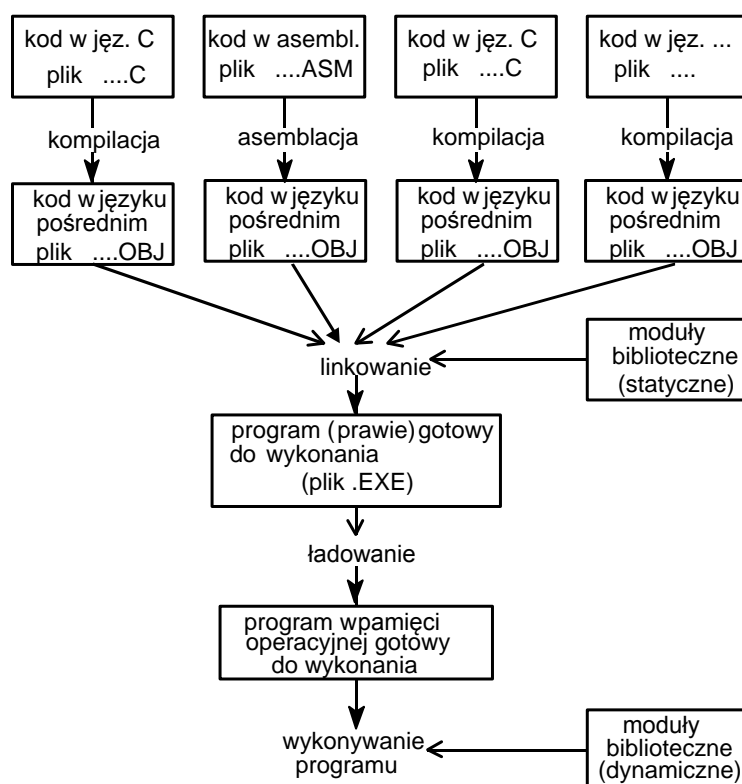 kod w jęz. C
plik ....C
kod w asembl.
plik ....ASM
kod w jęz. C
plik ....C
kod w jęz. ...
plik ....
kompilacja
asemblacja
kompilacja
kompilacja
kod w języku
pośrednim
plik ....OBJ
kod w języku
pośrednim
plik ....OBJ
kod w języku
pośrednim
plik ....OBJ
kod w języku
pośrednim
plik ....OBJ
linkowanie
moduły
biblioteczne
(statyczne)
program (prawie) gotowy
do wykonania
(plik .EXE)
ładowanie
program wpamięci
operacyjnej gotowy
do wykonania
wykonywanie
programu
moduły
biblioteczne
(dynamiczne)